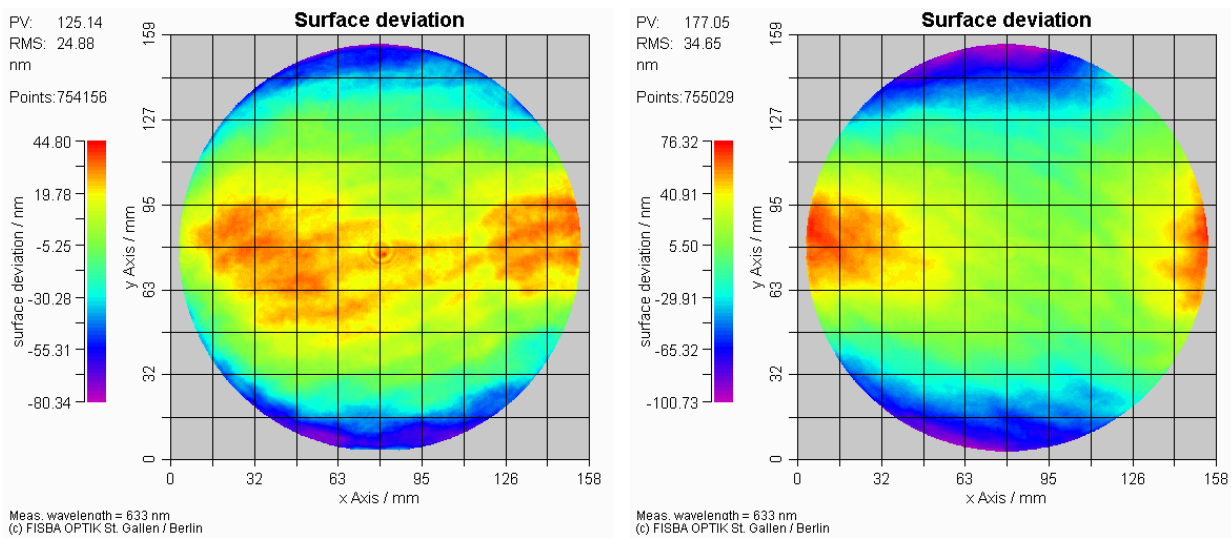 Surface deviation
PV: 125.14
RMS: 24.88
nm
Points:754156
44.80
19.78
-5.25
-30.28
-55.31
-80.34
surface deviation / nm
159
127
95
63
32
0
y Axis / mm
0 32 63 95 126 158
x Axis / mm
Meas. wavelength = 633 nm
(c) FISBA OPTIK St. Gallen / Berlin
Surface deviation
PV: 177.05
RMS: 34.65
nm
Points:755029
76.32
40.91
5.50
-29.91
-65.32
-100.73
surface deviation / nm
159
127
95
63
32
0
y Axis / mm
0 32 63 95 126 158
x Axis / mm
Meas. wavelength = 633 nm
(c) FISBA OPTIK St. Gallen / Berlin